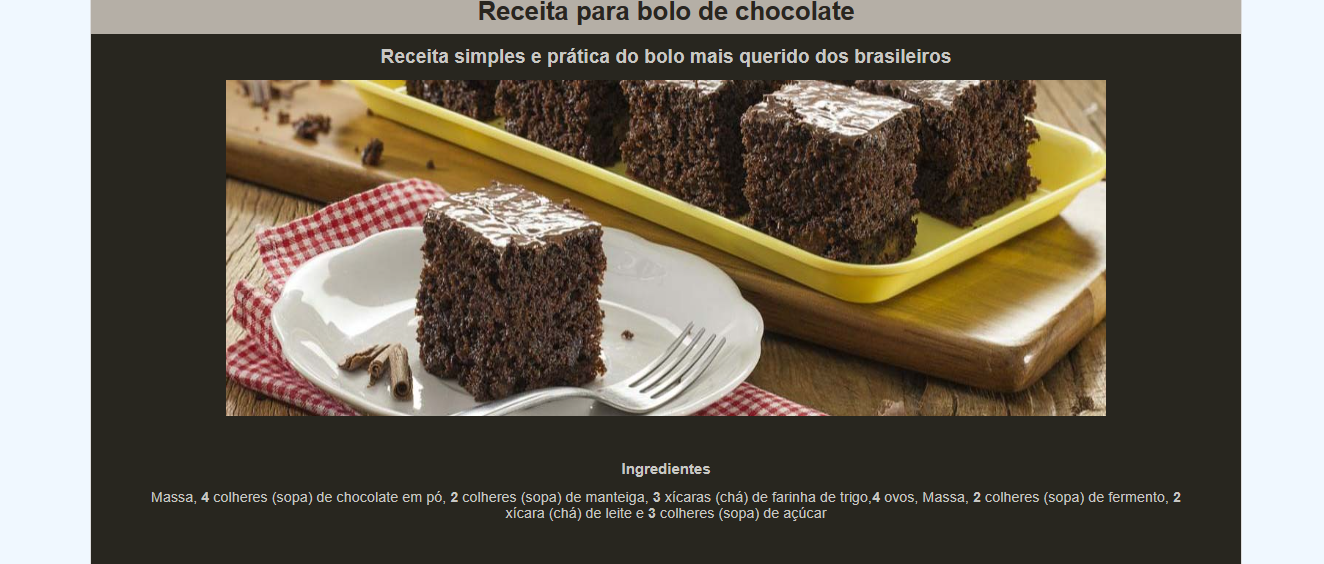 Receita para bolo de chocolate
Receita simples e prática do bolo mais querido dos brasileiros
Ingredientes
Massa, 4 colheres (sopa) de chocolate em pó, 2 colheres (sopa) de manteiga, 3 xícaras (chá) de farinha de trigo,4 ovos, Massa, 2 colheres (sopa) de fermento, 2
xícara (chá) de leite e 3 colheres (sopa) de açúcar